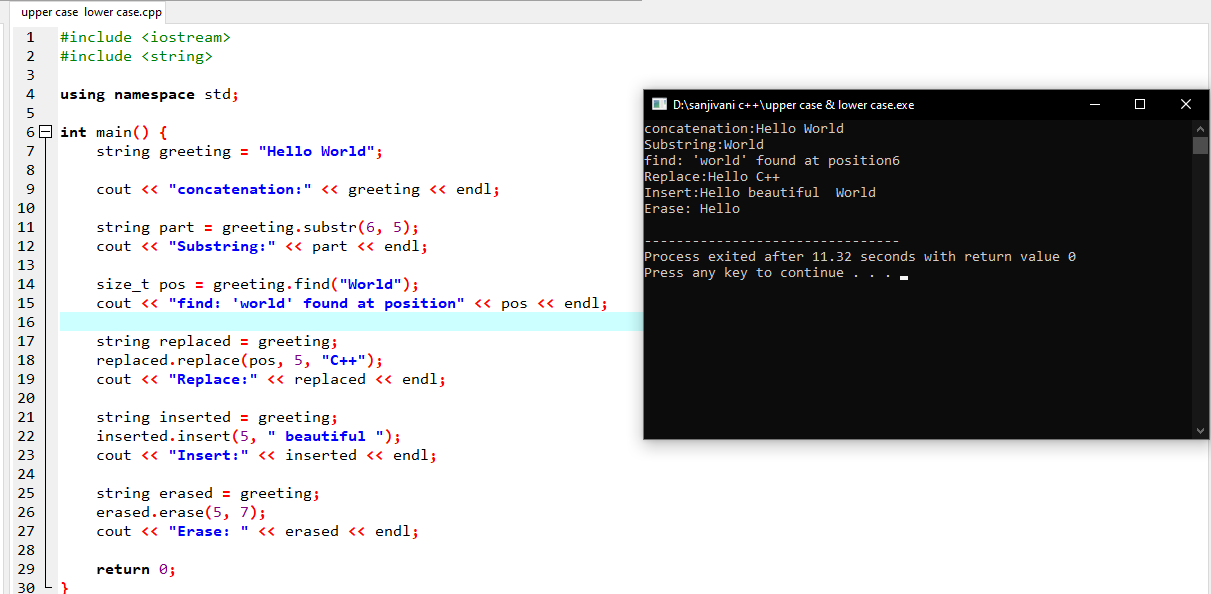 upper case  lower case.cpp
1 #include <iostream>
2 #include <string>
3
4 using namespace std;
5
6 int main() {
7     string greeting = "Hello World";
8
9     cout << "concatenation:" << greeting << endl;
10
11     string part = greeting.substr(6, 5);
12     cout << "Substring:" << part << endl;
13
14     size_t pos = greeting.find("World");
15     cout << "find: 'world' found at position" << pos << endl;
16
17     string replaced = greeting;
18     replaced.replace(pos, 5, "C++");
19     cout << "Replace:" << replaced << endl;
20
21     string inserted = greeting;
22     inserted.insert(5, " beautiful ");
23     cout << "Insert:" << inserted << endl;
24
25     string erased = greeting;
26     erased.erase(5, 7);
27     cout << "Erase: " << erased << endl;
28
29     return 0;
30 }
D:\sanjivani c++\upper case & lower case.exe
concatenation:Hello World
Substring:World
find: 'world' found at position6
Replace:Hello C++
Insert:Hello beautiful  World
Erase: Hello

--------------------------------
Process exited after 11.32 seconds with return value 0
Press any key to continue . . .